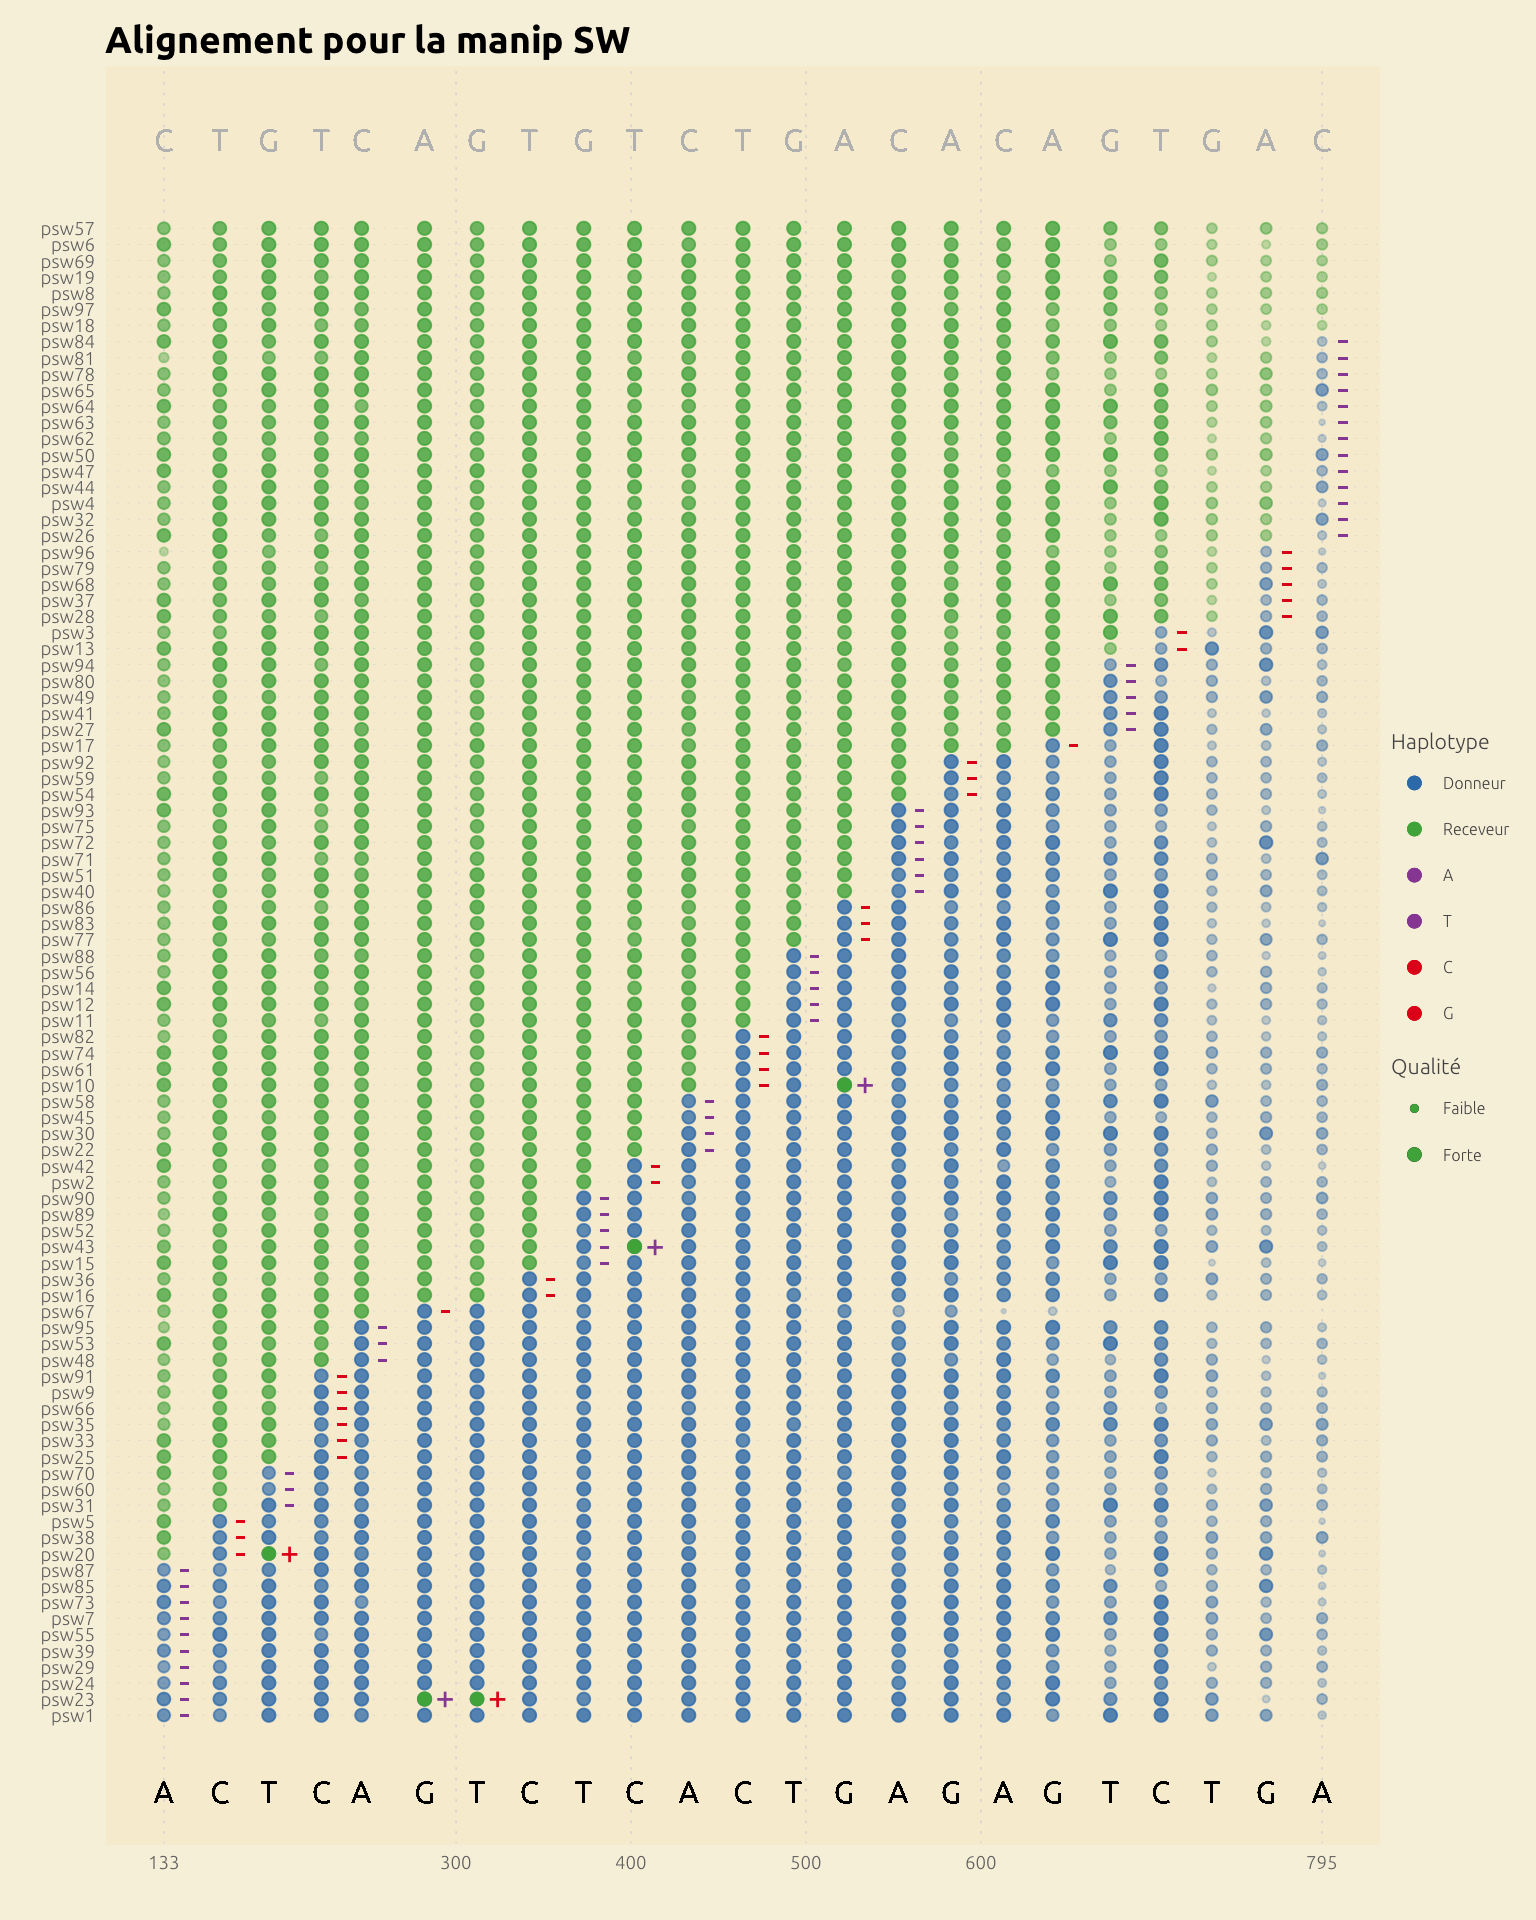 Alignement pour la manip SW
C T G T C A G T G T C T G A C A C A G T G A C
psw57
psw6
psw69
psw19
psw8
psw97
psw18
psw84
psw81
psw78
psw65
psw64
psw63
psw62
psw50
psw47
psw44
psw4
psw32
psw26
psw96
psw79
psw68
psw37
psw28
psw3
psw13
psw94
psw80
psw49
psw41
psw27
psw17
psw92
psw59
psw54
psw93
psw75
psw72
psw71
psw51
psw40
psw86
psw83
psw77
psw88
psw56
psw14
psw12
psw11
psw82
psw74
psw61
psw10
psw58
psw45
psw30
psw22
psw42
psw2
psw90
psw89
psw52
psw43
psw15
psw36
psw16
psw67
psw95
psw53
psw48
psw91
psw9
psw66
psw35
psw33
psw25
psw70
psw60
psw31
psw5
psw38
psw20
psw87
psw85
psw73
psw7
psw55
psw39
psw29
psw24
psw23
psw1
A C T C A G T C T C A C T G A G A G T C T G A
133 300 400 500 600 795
Haplotype
Donneur
Receveur
A
T
C
G
Qualité
Faible
Forte